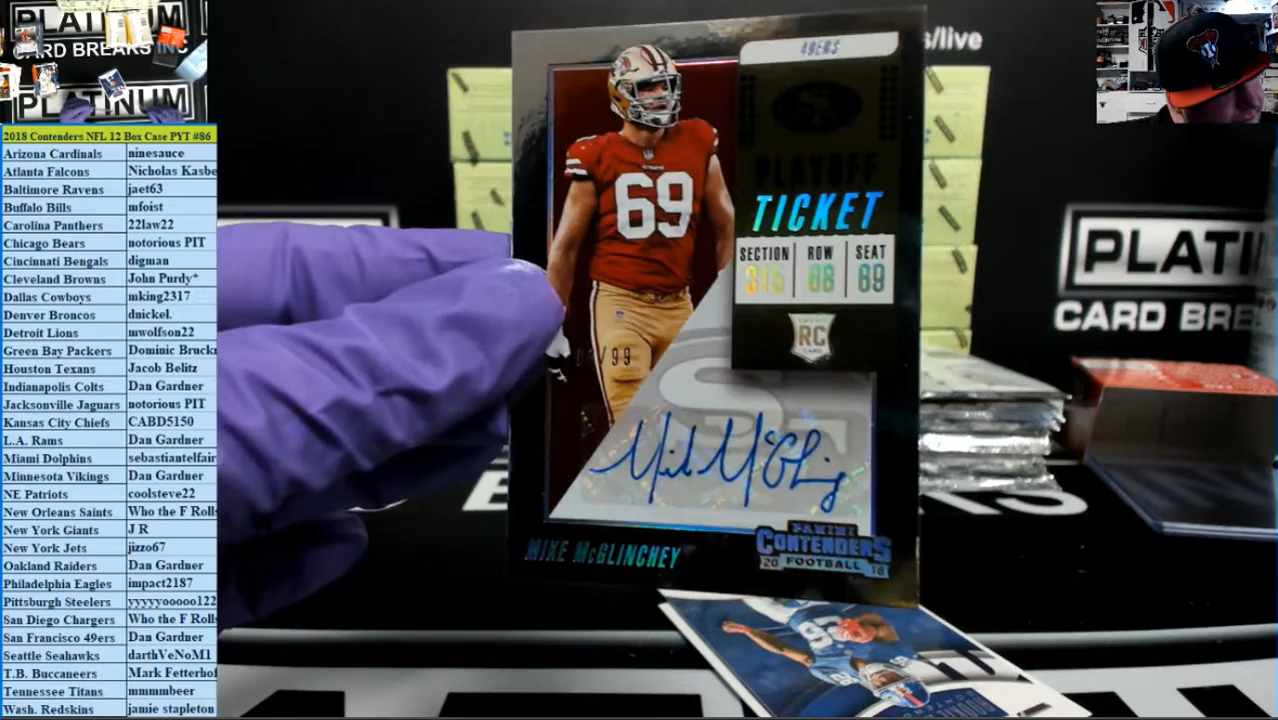 PLATINUM
CARD BREAKS INC
PLATINUM
2018 Contenders NFL 12 Box Case PYT #86
Arizona Cardinals ninesauce
Atlanta Falcons Nicholas Kasbe
Baltimore Ravens jaet63
Buffalo Bills mfoist
Carolina Panthers 22law22
Chicago Bears notorious PIT
Cincinnati Bengals digman
Cleveland Browns John Purdy*
Dallas Cowboys mking2317
Denver Broncos dnickel.
Detroit Lions mwolfson22
Green Bay Packers Dominic Bruckn
Houston Texans Jacob Belitz
Indianapolis Colts Dan Gardner
Jacksonville Jaguars notorious PIT
Kansas City Chiefs CABD5150
L.A. Rams Dan Gardner
Miami Dolphins sebastiantelfair
Minnesota Vikings Dan Gardner
NE Patriots coolsteve22
New Orleans Saints Who the F Rolls
New York Giants J R
New York Jets jizzo67
Oakland Raiders Dan Gardner
Philadelphia Eagles impact2187
Pittsburgh Steelers yyyyyooooo122
San Diego Chargers Who the F Rolls
San Francisco 49ers Dan Gardner
Seattle Seahawks darthVeNoM1
T.B. Buccaneers Mark Fetterhof
Tennessee Titans mmmmbeer
Wash. Redskins jamie stapleton
49ERS
PLAYOFF
TICKET
SECTION ROW SEAT
315 68 69
RC
69
/99
Mike McGlinchey
MIKE McGLINCHEY
PANINI
CONTENDERS
20 FOOTBALL 18
s/live
PLATI
CARD BRE